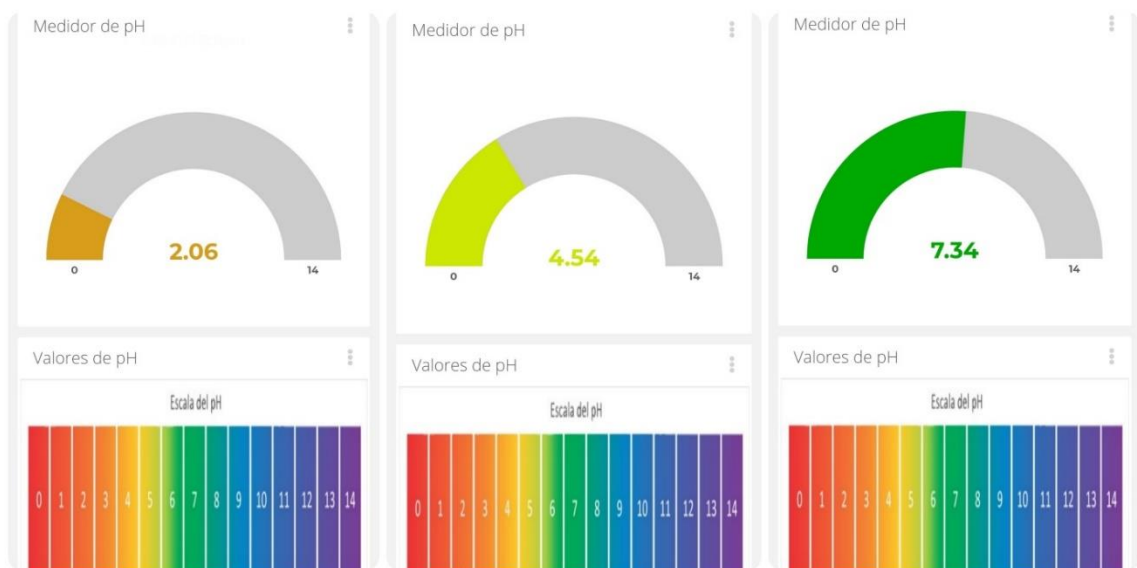 Medidor de pH
2.06
0
14
Valores de pH
Escala del pH
0 1 2 3 4 5 6 7 8 9 10 11 12 13 14
Medidor de pH
4.54
0
14
Valores de pH
Escala del pH
0 1 2 3 4 5 6 7 8 9 10 11 12 13 14
Medidor de pH
7.34
0
14
Valores de pH
Escala del pH
0 1 2 3 4 5 6 7 8 9 10 11 12 13 14